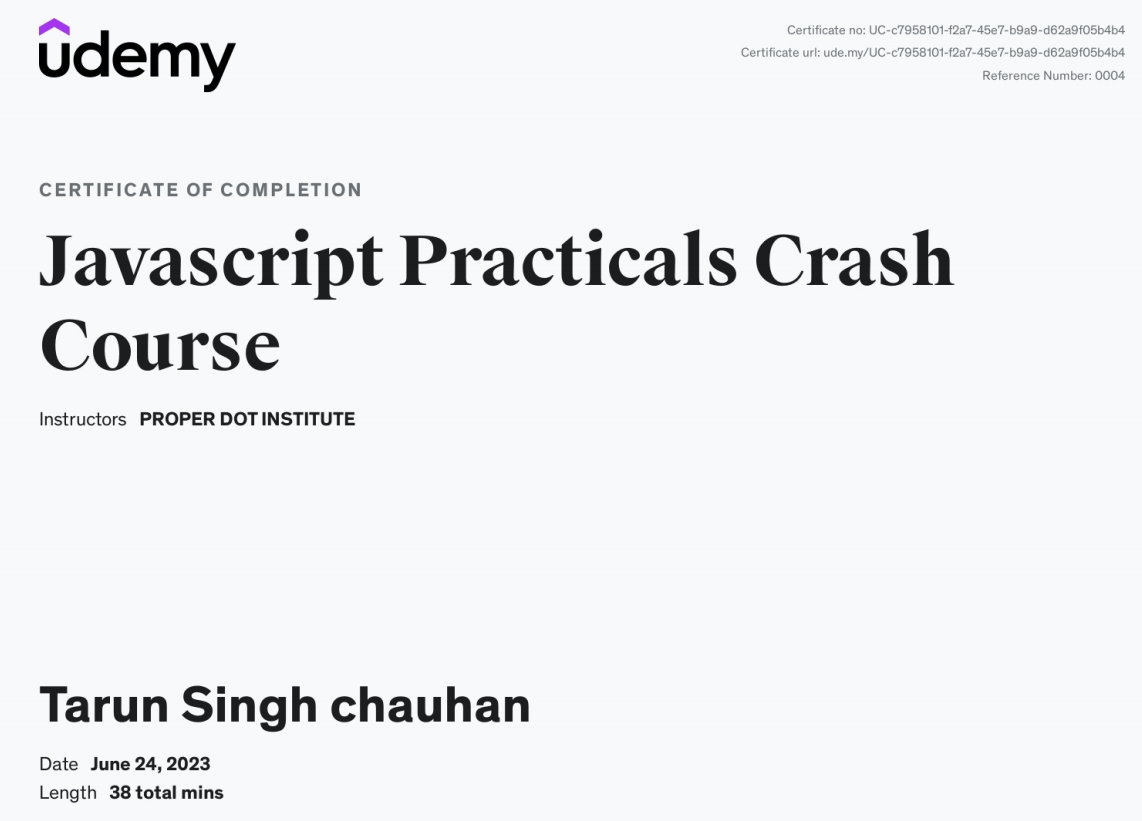 udemy
Certificate no: UC-c7958101-f2a7-45e7-b9a9-d62a9f05b4b4
Certificate url: ude.my/UC-c7958101-f2a7-45e7-b9a9-d62a9f05b4b4
Reference Number: 0004
CERTIFICATE OF COMPLETION
Javascript Practicals Crash
Course
Instructors PROPER DOT INSTITUTE
Tarun Singh chauhan
Date June 24, 2023
Length 38 total mins